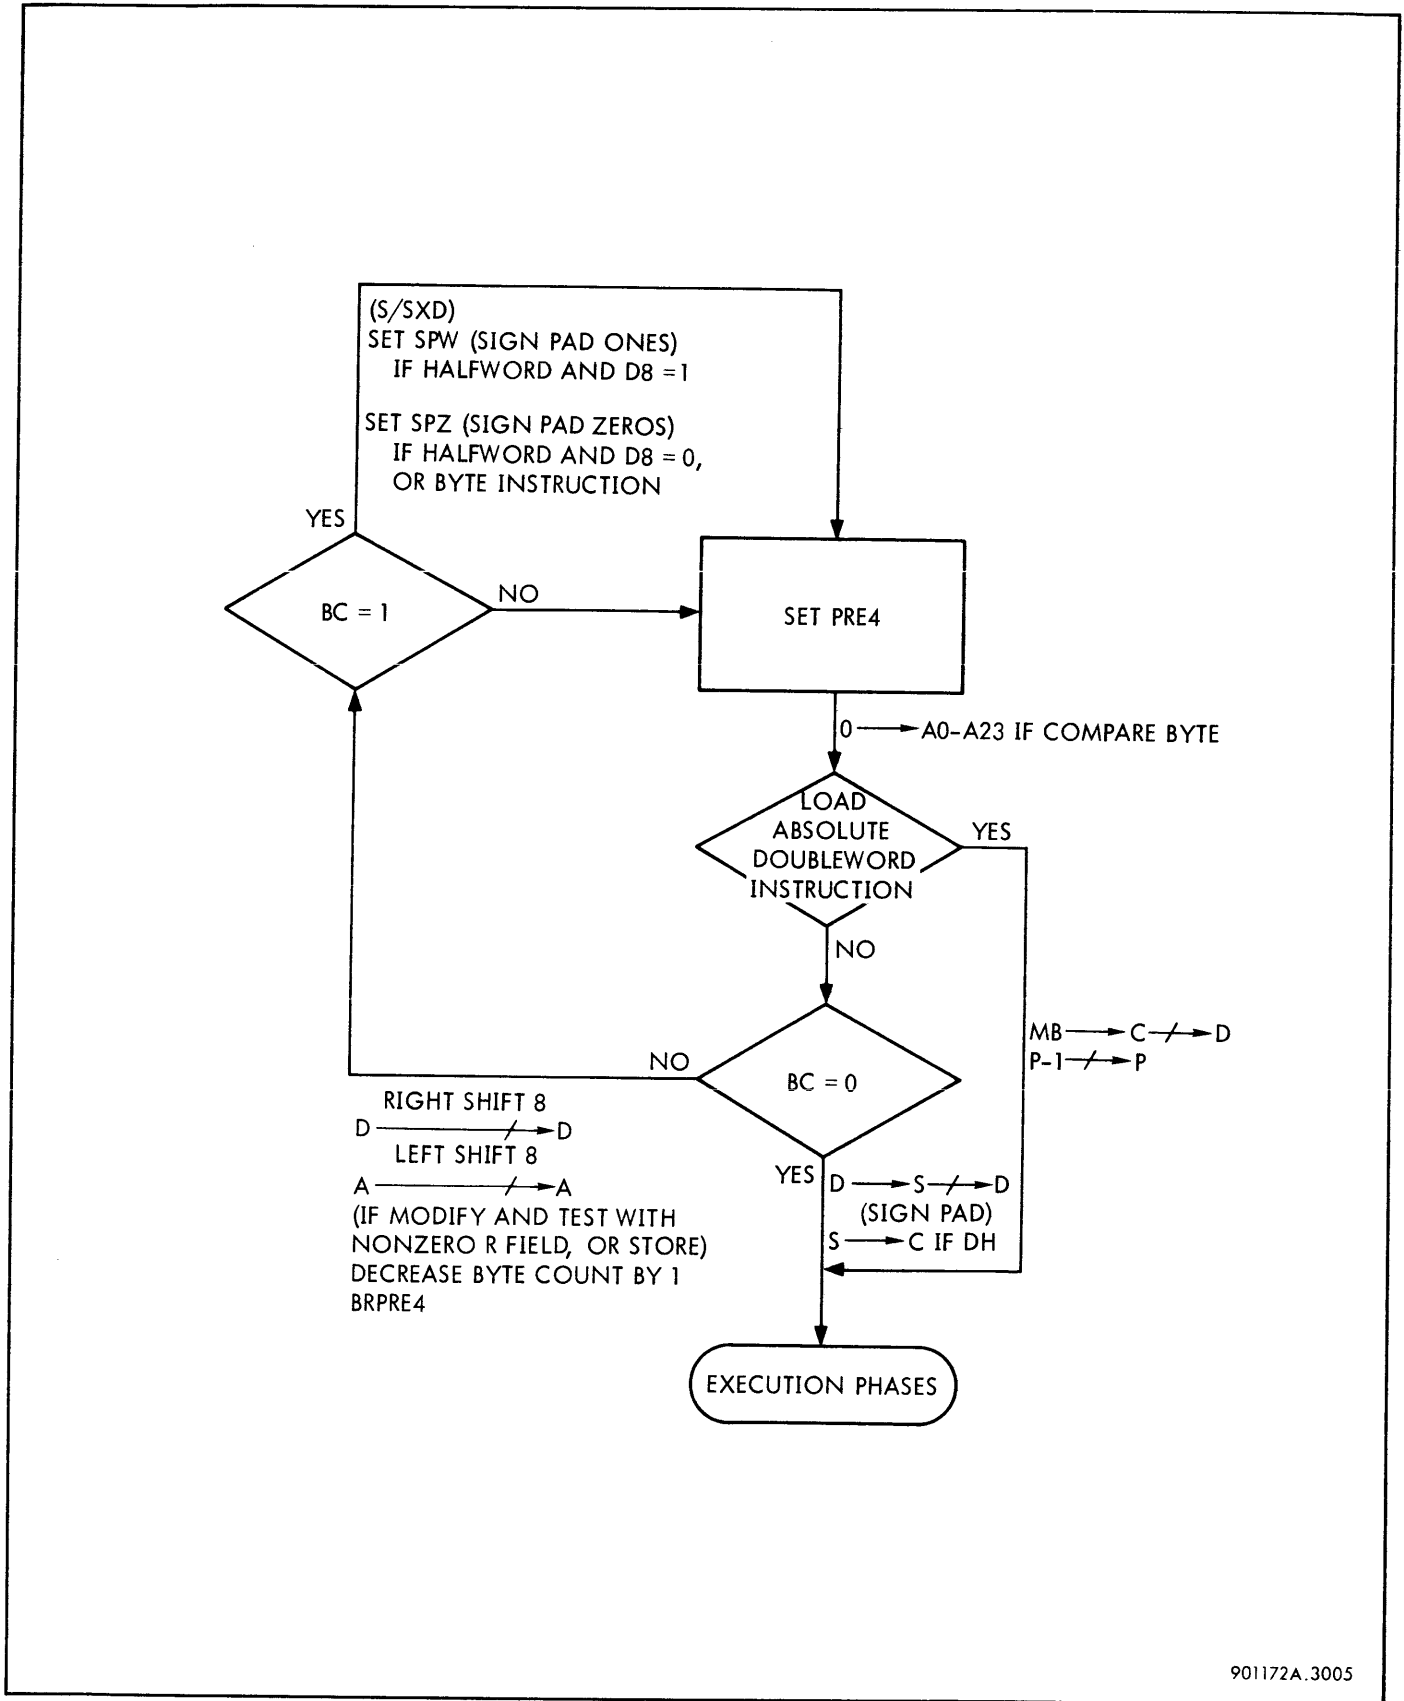 (S/SXD)
SET SPW (SIGN PAD ONES)
IF HALFWORD AND D8 = 1
SET SPZ (SIGN PAD ZEROS)
IF HALFWORD AND D8 = 0,
OR BYTE INSTRUCTION
YES
BC = 1
NO
SET PRE4
0 → A0-A23 IF COMPARE BYTE
LOAD
ABSOLUTE
DOUBLEWORD
INSTRUCTION
YES
NO
MB → C ⇸ D
P-1 ⇸ P
NO
BC = 0
RIGHT SHIFT 8
D ⇸ D
LEFT SHIFT 8
A ⇸ A
(IF MODIFY AND TEST WITH
NONZERO R FIELD, OR STORE)
DECREASE BYTE COUNT BY 1
BRPRE4
YES
D → S ⇸ D
(SIGN PAD)
S → C IF DH
EXECUTION PHASES
901172A.3005